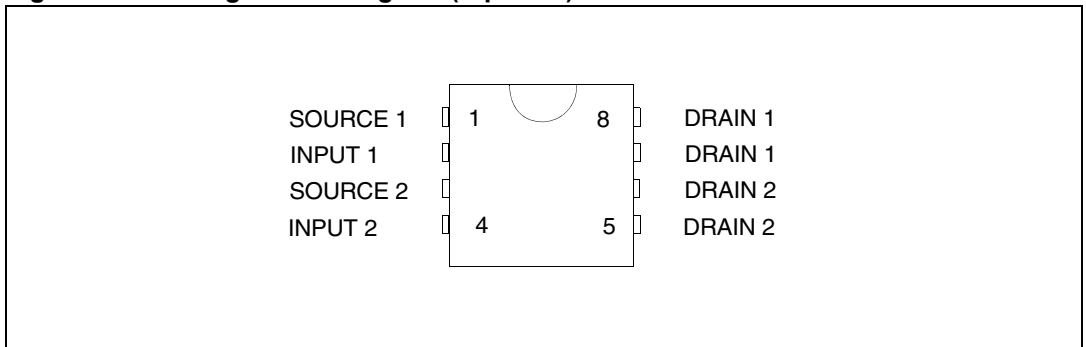 SOURCE 1 1 8 DRAIN 1
INPUT 1 DRAIN 1
SOURCE 2 DRAIN 2
INPUT 2 4 5 DRAIN 2